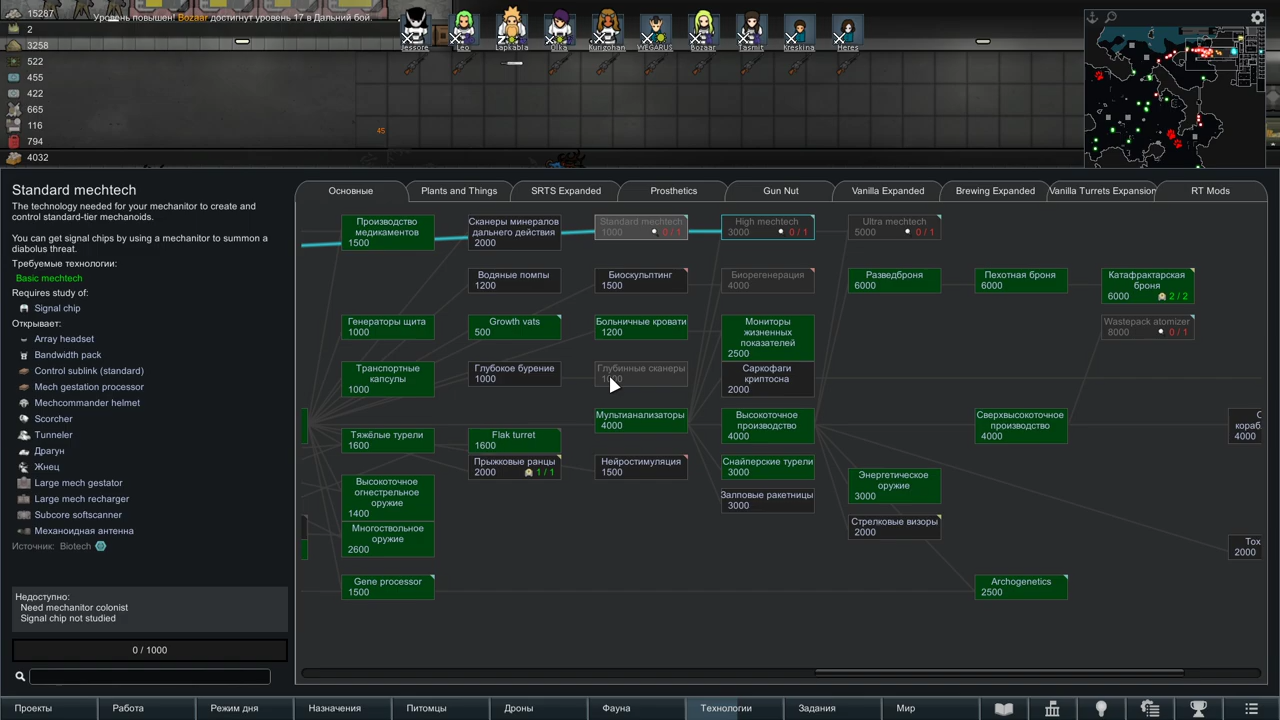 15287
Уровень повышен! Bozaar достигнут уровень 17 в Дальний бой.
2
3258
522
455
422
665
116
794
4032
Jessore
Leo
Lapkabla
Olka
Kurigohan
WEGARUS
Bozaar
Tasmit
Kreskina
Heres
45
Standard mechtech
The technology needed for your mechanitor to create and
control standard-tier mechanoids.
You can get signal chips by using a mechanitor to summon a
diabolus threat.
Требуемые технологии:
Basic mechtech
Requires study of:
Signal chip
Открывает:
Array headset
Bandwidth pack
Control sublink (standard)
Mech gestation processor
Mechcommander helmet
Scorcher
Tunneler
Драгун
Жнец
Large mech gestator
Large mech recharger
Subcore softscanner
Механоидная антенна
Источник: Biotech
Недоступно:
Need mechanitor colonist
Signal chip not studied
0 / 1000
Основные
Plants and Things
SRTS Expanded
Prosthetics
Gun Nut
Vanilla Expanded
Brewing Expanded
Vanilla Turrets Expansion
RT Mods
Производство
медикаментов
1500
Сканеры минералов
дальнего действия
2000
Standard mechtech
1000
0 / 1
High mechtech
3000
0 / 1
Ultra mechtech
5000
0 / 1
Водяные помпы
1200
Биоскульптинг
1500
Биорегенерация
4000
Разведброня
6000
Пехотная броня
6000
Катафрактарская
броня
6000
2 / 2
Генераторы щита
1000
Growth vats
500
Больничные кровати
1200
Мониторы
жизненных
показателей
2500
Wastepack atomizer
8000
0 / 1
Транспортные
капсулы
1000
Глубокое бурение
1000
Глубинные сканеры
1000
Саркофаги
криптосна
2000
Мультианализаторы
4000
Высокоточное
производство
4000
Сверхвысокоточное
производство
4000
С
кораб
4000
Тяжёлые турели
1600
Flak turret
1600
Прыжковые ранцы
2000
1 / 1
Нейростимуляция
1500
Снайперские турели
3000
Энергетическое
оружие
3000
Высокоточное
огнестрельное
оружие
1400
Залповые ракетницы
3000
Стрелковые визоры
2000
Многоствольное
оружие
2600
Тох
2000
Gene processor
1500
Archogenetics
2500
Проекты
Работа
Режим дня
Назначения
Питомцы
Дроны
Фауна
Технологии
Задания
Мир